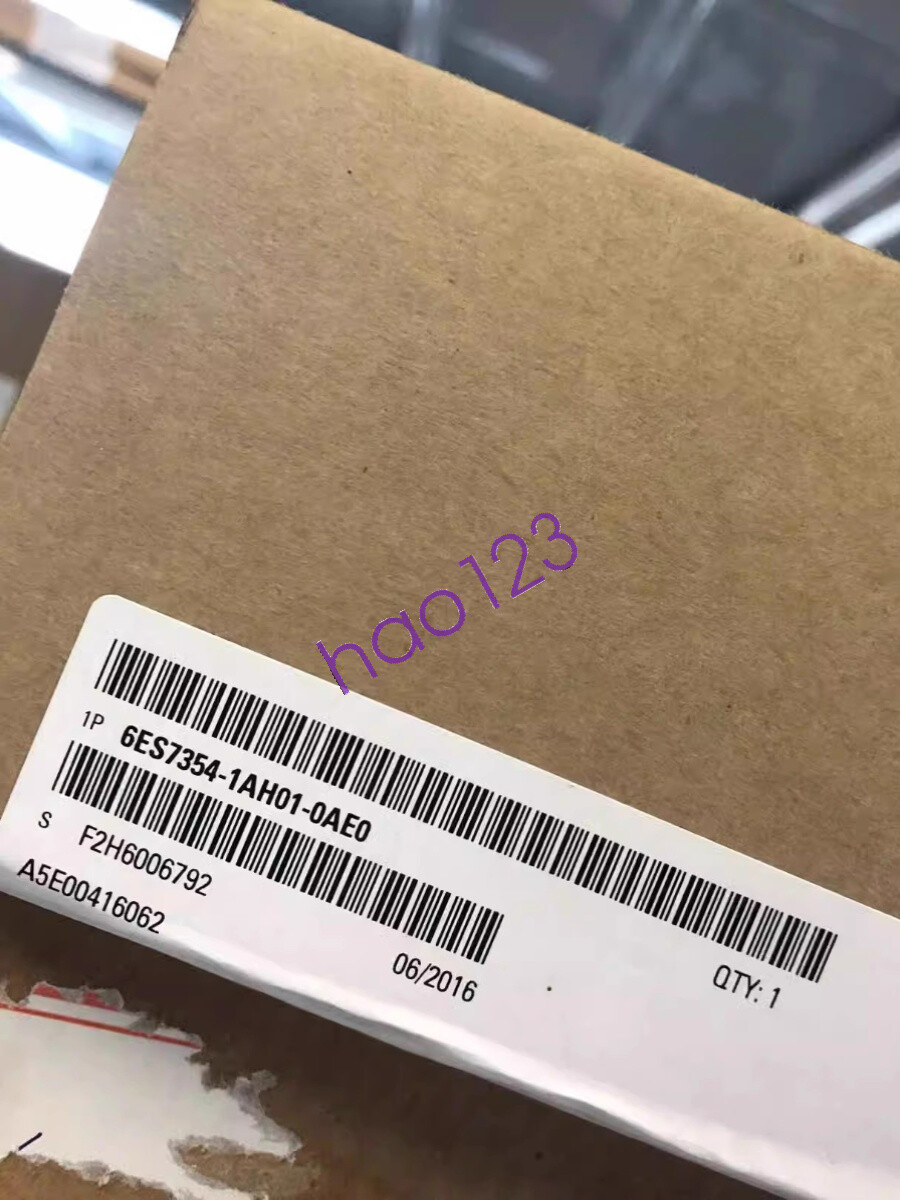 hao123
1P 6ES7354-1AH01-0AE0
S F2H6006792
A5E00416062
06/2016
QTY: 1